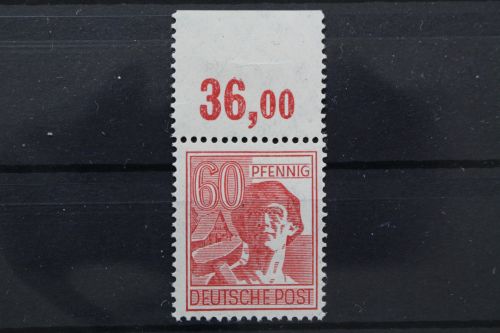 36,00
60 PFENNIG
DEUTSCHE POST